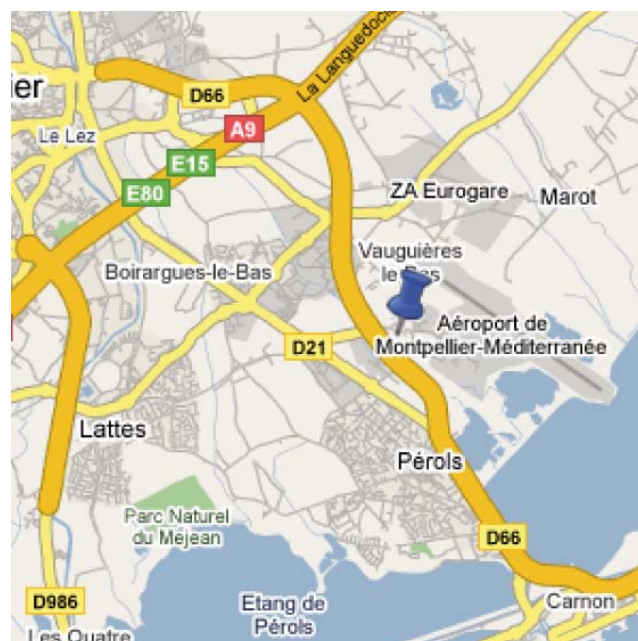 ier
D66
La Languedoci
Le Lez
A9
E15
E80
ZA Eurogare
Marot
Vauguières
le Bas
Boirargues-le-Bas
Aéroport de
Montpellier-Méditerranée
D21
Lattes
Pérols
Parc Naturel
du Méjean
D66
D986
Etang de
Pérols
Carnon
Les Quatre